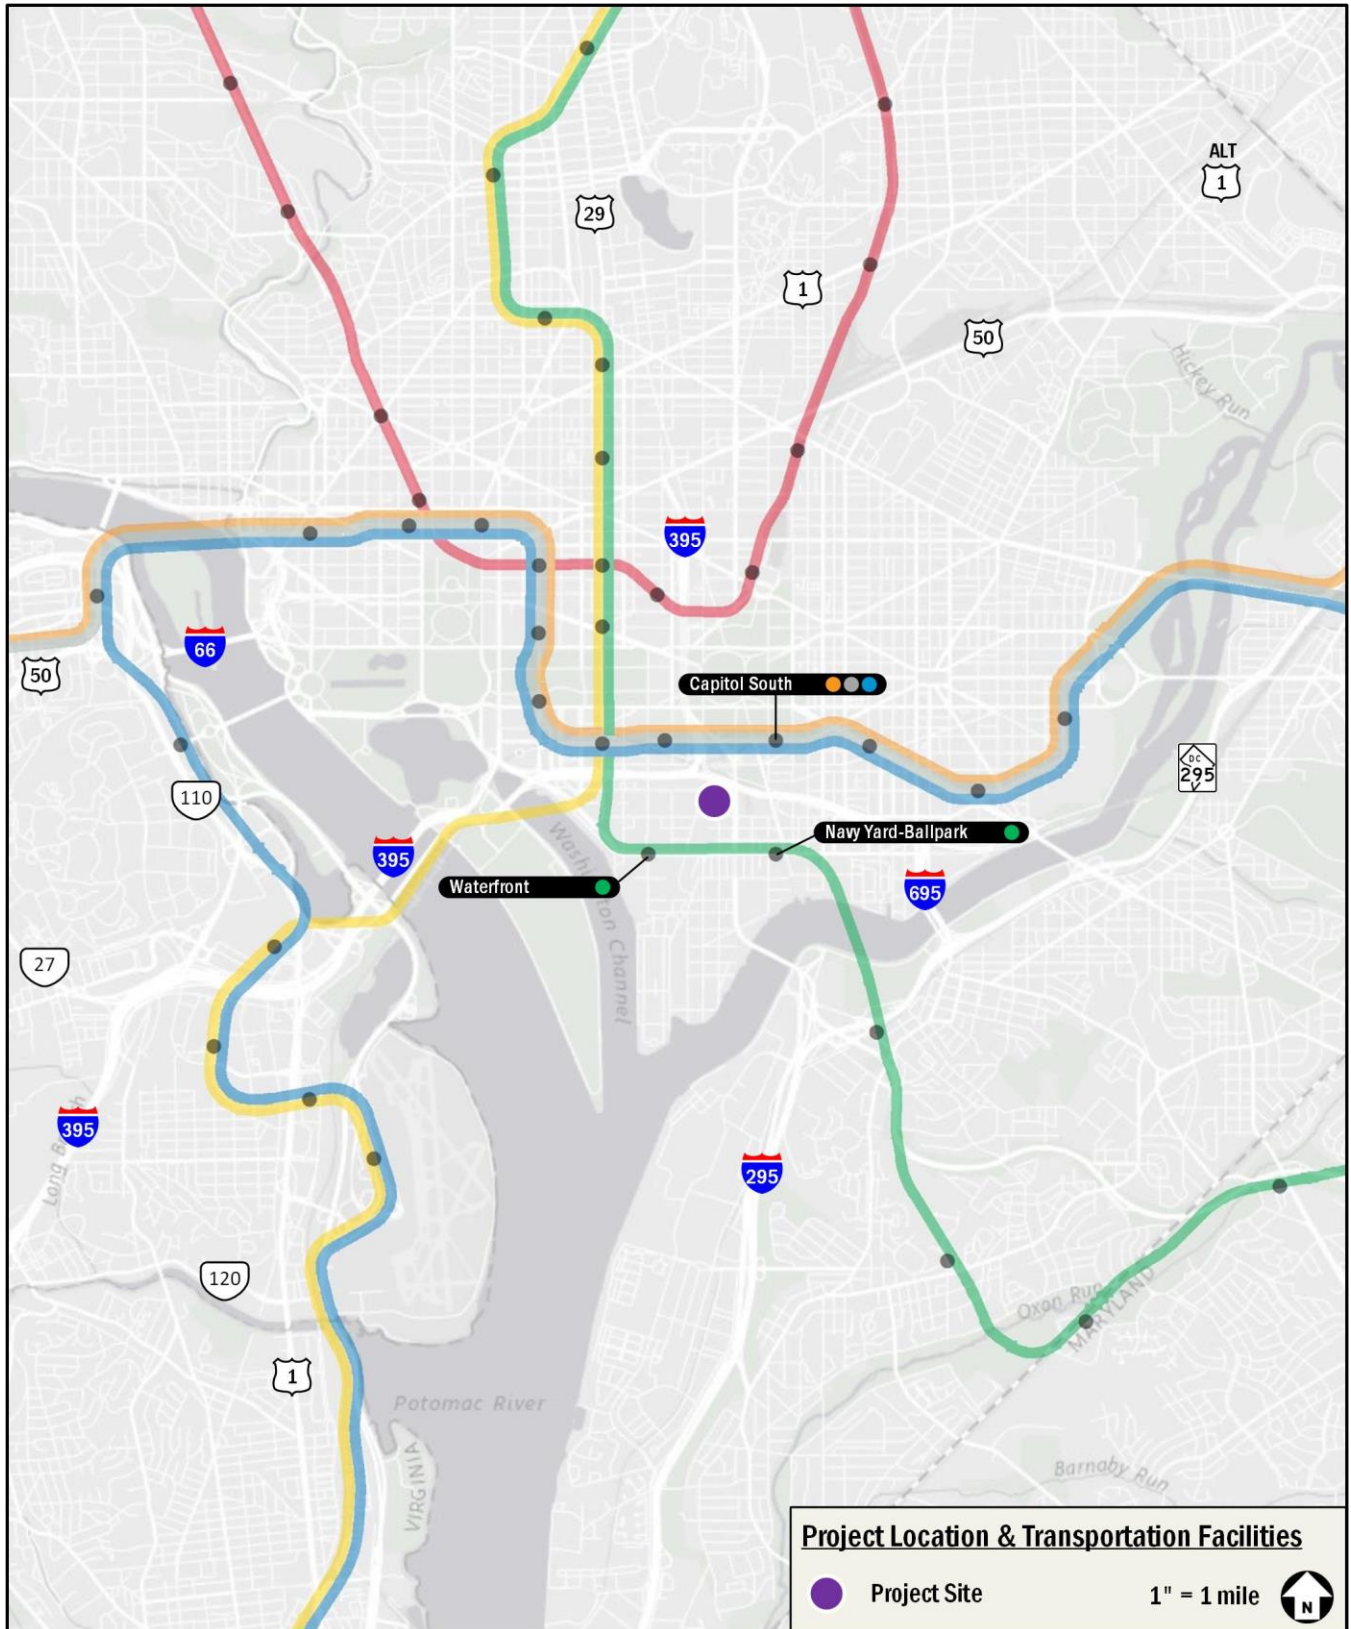 ALT
1
29
1
50
Hickey Run
395
66
50
Capitol South
DC
295
110
Navy Yard-Ballpark
395
Washington Channel
Waterfront
695
27
395
295
120
Oxon Run
MARYLAND
1
Potomac River
VIRGINIA
Barnaby Run
Project Location & Transportation Facilities
Project Site
1" = 1 mile
N